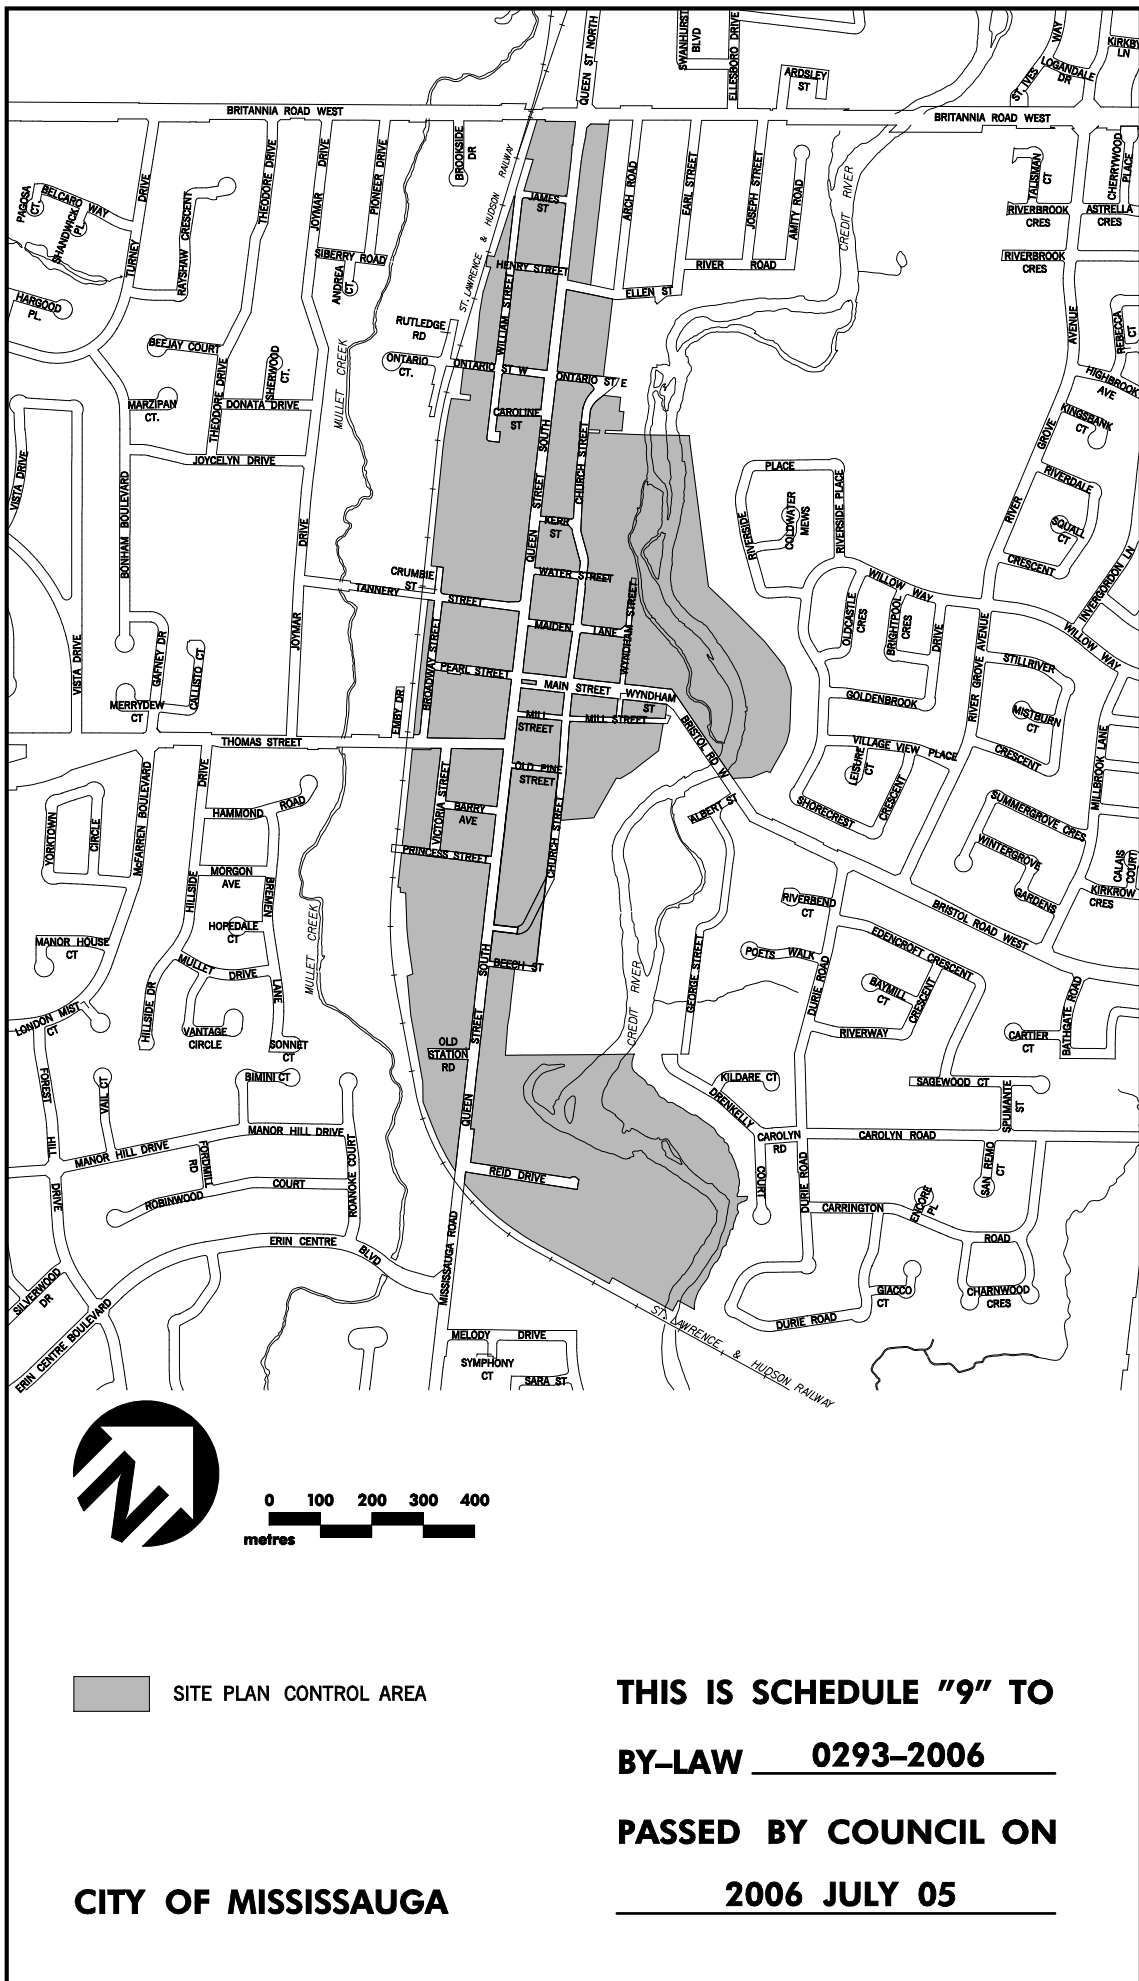 QUEEN ST NORTH
SWANHURST
BLVD
ELLESBORO DRIVE
ARDSLEY
ST
WAY
KIRKBY
LN
LOGANDALE
DR
ST IVES
BRITANNIA ROAD WEST
BRITANNIA ROAD WEST
BROOKSIDE
DR
ST. LAWRENCE & HUDSON RAILWAY
THEODORE DRIVE
JOYMAR DRIVE
PIONEER DRIVE
ARCH ROAD
EARL STREET
JOSEPH STREET
AMITY ROAD
CREDIT RIVER
TALISMAN
CT
CHERRYWOOD
PLACE
PAGOSA
CT.
BELCARO WAY
SHANDWICK
PL
TURNEY DRIVE
RAYSHAW CRESCENT
JAMES
ST
RIVERBROOK
CRES
ASTRELLA
CRES
SIBERRY ROAD
ANDREA
CT
HENRY STREET
WILLIAM STREET
ELLEN ST
RIVER ROAD
RIVERBROOK
CRES
HARGOOD
PL.
RUTLEDGE
RD
AVENUE
REBECCA
CT
BEEJAY COURT
SHERWOOD
CT.
MULLET CREEK
ONTARIO
CT.
ONTARIO ST W
ONTARIO ST E
HIGHBROOK
AVE
MARZIPAN
CT.
THEODORE DRIVE
DONATA DRIVE
CAROLINE
ST
KINGSBANK
CT
GROVE
VISTA DRIVE
JOYCELYN DRIVE
SOUTH
CHURCH STREET
PLACE
RIVERDALE
BONHAM BOULEVARD
DRIVE
STREET
KERR
ST
QUEEN
RIVERSIDE
COLDWATER
MEWS
RIVERSIDE PLACE
RIVER
SQUALL
CT
CRESCENT
INVERGORDON LN
CRUMBIE
ST
TANNERY STREET
WATER STREET
WILLOW WAY
WILLOW WAY
VISTA DRIVE
JOYMAR
GAFNEY DR
CALLISTO CT
BROADWAY STREET
MAIDEN LANE
WYNDHAM STREET
OLDCASTLE
CRES
BRIGHTPOOL
CRES
DRIVE
RIVER GROVE AVENUE
STILLRIVER
PEARL STREET
MAIN STREET
WYNDHAM
ST
GOLDENBROOK
MERRYDEW
CT
EMBY DR
MILL
STREET
MILL STREET
BRISTOL RD W
MISTBURN
CT
THOMAS STREET
VILLAGE VIEW PLACE
CRESCENT
MILLBROOK LANE
DRIVE
McFARREN BOULEVARD
OLD PINE
STREET
LEISURE
CT
CRESCENT
VICTORIA STREET
BARRY
AVE
ALBERT ST
SHORECREST
SUMMERGROVE CRES
YORKTOWN
CIRCLE
HAMMOND ROAD
PRINCESS STREET
CHURCH STREET
WINTERGROVE
GARDENS
CALAIS
COURT
KIRKROW
CRES
HILLSIDE
MORGON
AVE
BREMEN
LANE
HOPEDALE
CT
MULLET CREEK
RIVERBEND
CT
BRISTOL ROAD WEST
MANOR HOUSE
CT
MULLET DRIVE
SOUTH
BEECH ST
CREDIT RIVER
GEORGE STREET
POETS WALK
EDENCROFT CRESCENT
DURIE ROAD
BAYMILL
CT
CRESCENT
BATHGATE ROAD
LONDON MIST
CT
HILLSIDE DR
VANTAGE
CIRCLE
SONNET
CT
STREET
RIVERWAY
CARTIER
CT
OLD
STATION
RD
FOREST
HILL
DRIVE
VAIL CT
BIMINI CT
KILDARE CT
SAGEWOOD CT
SPUMANTE
ST
QUEEN
DRENKELLY
COURT
MANOR HILL DRIVE
MANOR HILL DRIVE
CAROLYN
RD
CAROLYN ROAD
FORDMILL
RD
ROANOKE COURT
REID DRIVE
DURIE ROAD
SAN REMO
CT
ROBINWOOD COURT
CARRINGTON ROAD
ENCORE
PL
ERIN CENTRE BLVD
MISSISSAUGA ROAD
SILVERWOOD
DR
GIACCO
CT
CHARNWOOD
CRES
ERIN CENTRE BOULEVARD
DURIE ROAD
ST. LAWRENCE & HUDSON RAILWAY
MELODY DRIVE
SYMPHONY
CT
SARA ST
N
0 100 200 300 400
metres
SITE PLAN CONTROL AREA
THIS IS SCHEDULE "9" TO
BY–LAW 0293–2006
PASSED BY COUNCIL ON
2006 JULY 05
CITY OF MISSISSAUGA